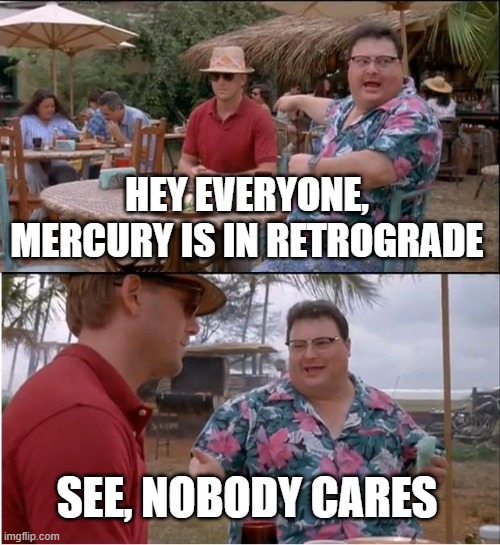 HEY EVERYONE,
MERCURY IS IN RETROGRADE
SEE, NOBODY CARES
imgflip.com